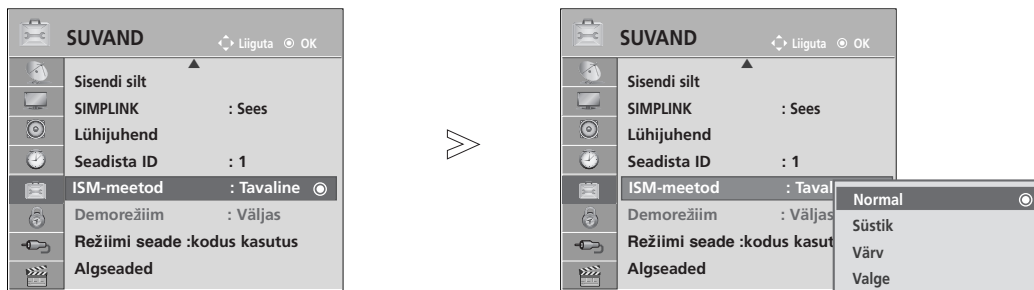 SUVAND Liiguta OK
Sisendi silt
SIMPLINK : Sees
Lühijuhend
Seadista ID : 1
ISM-meetod : Tavaline
Demorežiim : Väljas
Režiimi seade :kodus kasutus
Algseaded
SUVAND Liiguta OK
Sisendi silt
SIMPLINK : Sees
Lühijuhend
Seadista ID : 1
ISM-meetod : Taval
Demorežiim : Väljas
Režiimi seade :kodus kasut
Algseaded
Normal
Süstik
Värv
Valge